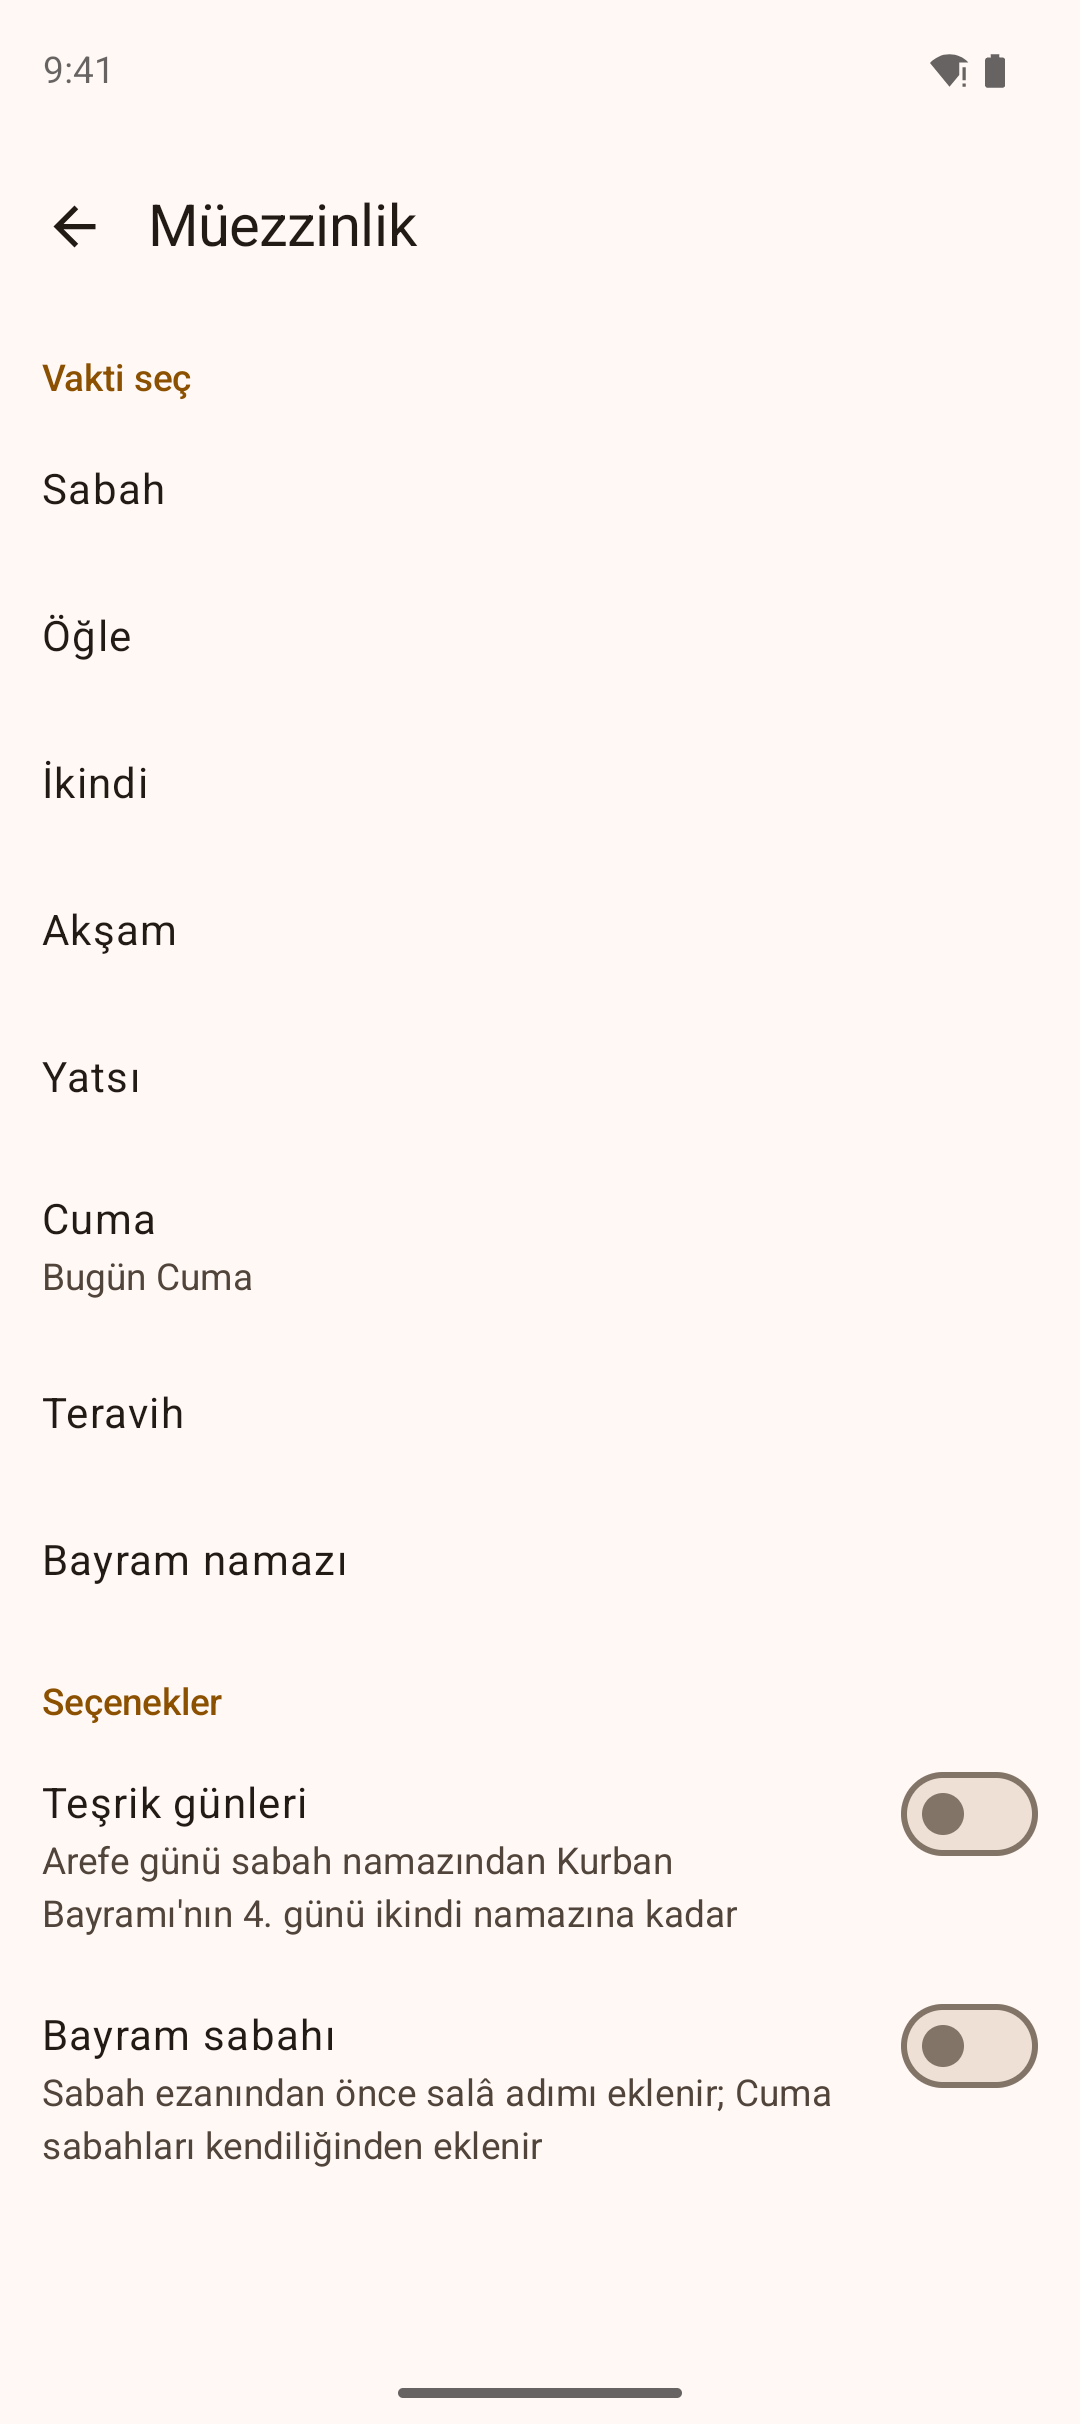 9:41
Müezzinlik
Vakti seç
Sabah
Öğle
İkindi
Akşam
Yatsı
Cuma
Bugün Cuma
Teravih
Bayram namazı
Seçenekler
Teşrik günleri
Arefe günü sabah namazından Kurban
Bayramı'nın 4. günü ikindi namazına kadar
Bayram sabahı
Sabah ezanından önce salâ adımı eklenir; Cuma
sabahları kendiliğinden eklenir